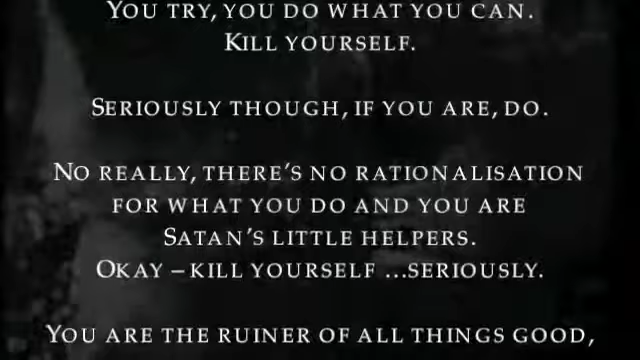 You try, you do what you can.
Kill yourself.
Seriously though, if you are, do.
No really, there's no rationalisation
for what you do and you are
Satan's little helpers.
Okay – kill yourself ...seriously.
You are the ruiner of all things good,